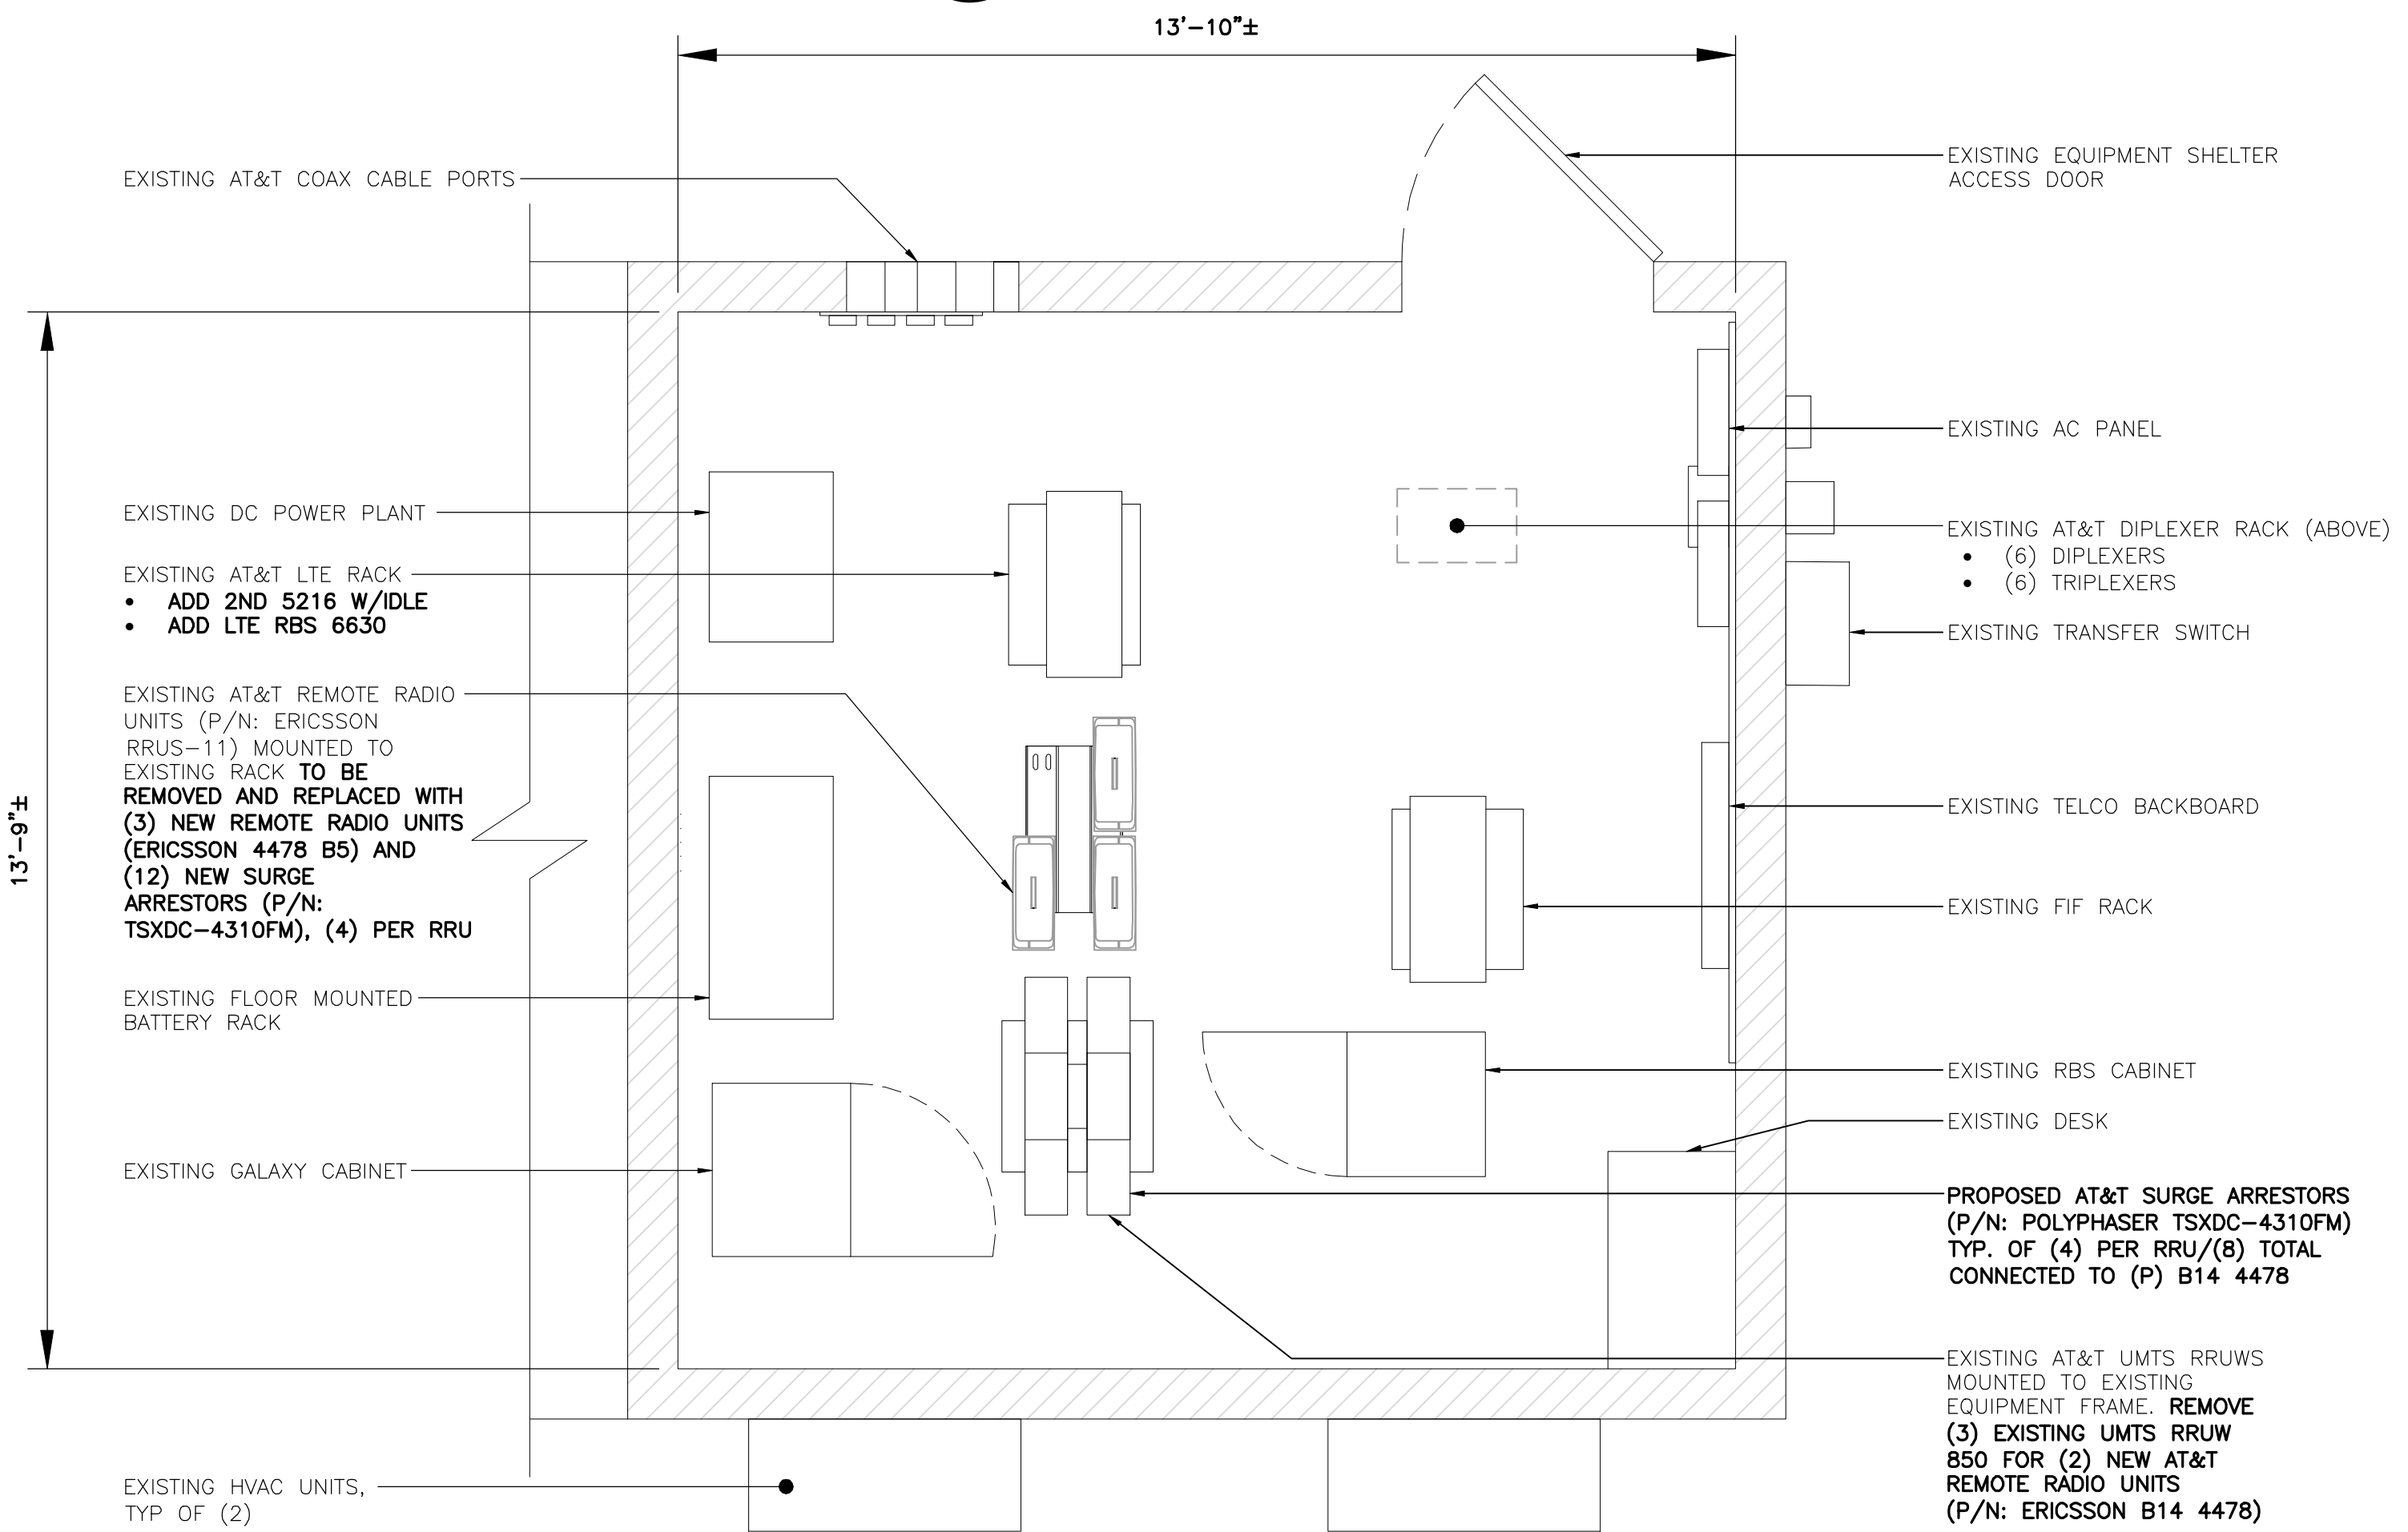 13'-10"±
EXISTING AT&T COAX CABLE PORTS
EXISTING DC POWER PLANT
EXISTING AT&T LTE RACK
• ADD 2ND 5216 W/IDLE
• ADD LTE RBS 6630
EXISTING AT&T REMOTE RADIO
UNITS (P/N: ERICSSON
RRUS-11) MOUNTED TO
EXISTING RACK TO BE
REMOVED AND REPLACED WITH
(3) NEW REMOTE RADIO UNITS
(ERICSSON 4478 B5) AND
(12) NEW SURGE
ARRESTORS (P/N:
TSXDC-4310FM), (4) PER RRU
13'-9"±
EXISTING FLOOR MOUNTED
BATTERY RACK
EXISTING GALAXY CABINET
EXISTING HVAC UNITS,
TYP OF (2)
EXISTING EQUIPMENT SHELTER
ACCESS DOOR
EXISTING AC PANEL
EXISTING AT&T DIPLEXER RACK (ABOVE)
• (6) DIPLEXERS
• (6) TRIPLEXERS
EXISTING TRANSFER SWITCH
EXISTING TELCO BACKBOARD
EXISTING FIF RACK
EXISTING RBS CABINET
EXISTING DESK
PROPOSED AT&T SURGE ARRESTORS
(P/N: POLYPHASER TSXDC-4310FM)
TYP. OF (4) PER RRU/(8) TOTAL
CONNECTED TO (P) B14 4478
EXISTING AT&T UMTS RRUWS
MOUNTED TO EXISTING
EQUIPMENT FRAME. REMOVE
(3) EXISTING UMTS RRUW
850 FOR (2) NEW AT&T
REMOTE RADIO UNITS
(P/N: ERICSSON B14 4478)